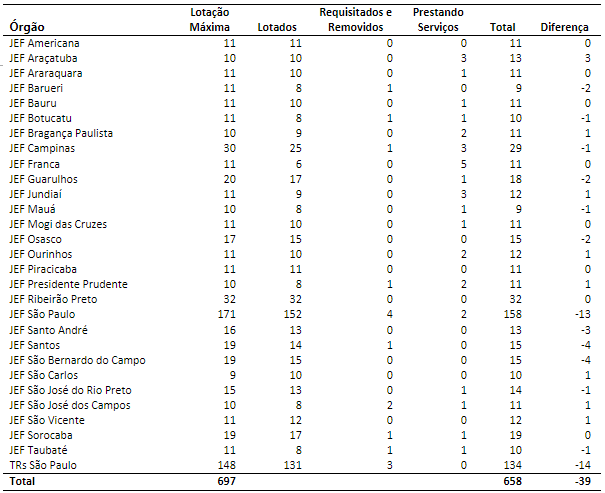 Órgão Lotação Máxima Lotados Requisitados e Removidos Prestando Serviços Total Diferença
JEF Americana 11 11 0 0 11 0
JEF Araçatuba 10 10 0 3 13 3
JEF Araraquara 11 10 0 1 11 0
JEF Barueri 11 8 1 0 9 -2
JEF Bauru 11 10 0 1 11 0
JEF Botucatu 11 8 1 1 10 -1
JEF Bragança Paulista 10 9 0 2 11 1
JEF Campinas 30 25 1 3 29 -1
JEF Franca 11 6 0 5 11 0
JEF Guarulhos 20 17 0 1 18 -2
JEF Jundiaí 11 9 0 3 12 1
JEF Mauá 10 8 0 1 9 -1
JEF Mogi das Cruzes 11 10 0 1 11 0
JEF Osasco 17 15 0 0 15 -2
JEF Ourinhos 11 10 0 2 12 1
JEF Piracicaba 11 11 0 0 11 0
JEF Presidente Prudente 10 8 1 2 11 1
JEF Ribeirão Preto 32 32 0 0 32 0
JEF São Paulo 171 152 4 2 158 -13
JEF Santo André 16 13 0 0 13 -3
JEF Santos 19 14 1 0 15 -4
JEF São Bernardo do Campo 19 15 0 0 15 -4
JEF São Carlos 9 10 0 0 10 1
JEF São José do Rio Preto 15 13 0 1 14 -1
JEF São José dos Campos 10 8 2 1 11 1
JEF São Vicente 11 12 0 0 12 1
JEF Sorocaba 19 17 1 1 19 0
JEF Taubaté 11 8 1 1 10 -1
TRs São Paulo 148 131 3 0 134 -14
Total 697 658 -39